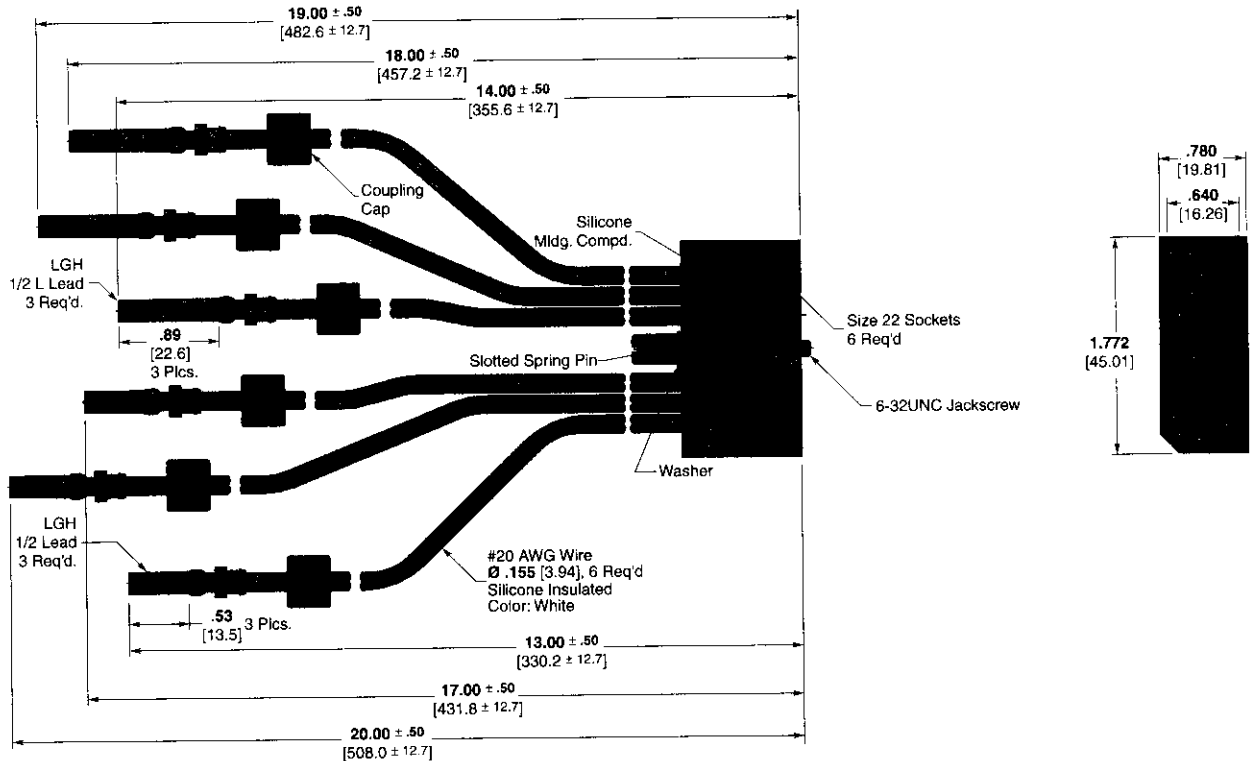 19.00 ± .50
[482.6 ± 12.7]
18.00 ± .50
[457.2 ± 12.7]
14.00 ± .50
[355.6 ± 12.7]
Coupling
Cap
Silicone
Mldg. Compd.
LGH
1/2 L Lead
3 Req'd.
.89
[22.6]
3 Plcs.
Slotted Spring Pin
Size 22 Sockets
6 Req'd
6-32UNC Jackscrew
Washer
.780
[19.81]
.640
[16.26]
1.772
[45.01]
LGH
1/2 Lead
3 Req'd.
#20 AWG Wire
Ø .155 [3.94], 6 Req'd
Silicone Insulated
Color: White
.53
[13.5]
3 Plcs.
13.00 ± .50
[330.2 ± 12.7]
17.00 ± .50
[431.8 ± 12.7]
20.00 ± .50
[508.0 ± 12.7]